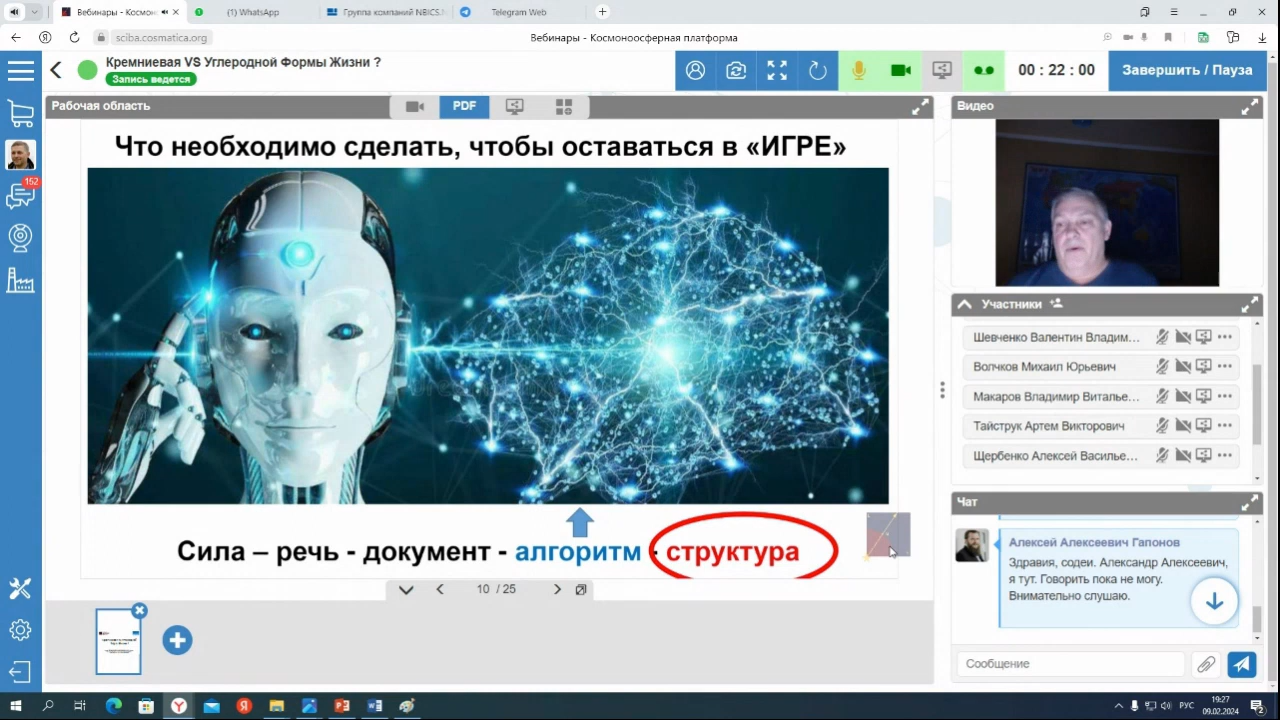 Вебинары - Космоно
(1) WhatsApp
Группа компаний NBICS.N
Telegram Web
sciba.cosmatica.org
Вебинары - Космоноосферная платформа
Кремниевая VS Углеродной Формы Жизни ?
Запись ведется
00 : 22 : 00
Завершить / Пауза
Рабочая область
PDF
Видео
152
Что необходимо сделать, чтобы оставаться в «ИГРЕ»
Сила – речь - документ - алгоритм - структура
10 / 25
Участники
Шевченко Валентин Владим...
Волчков Михаил Юрьевич
Макаров Владимир Виталье...
Тайструк Артем Викторович
Щербенко Алексей Василье...
Чат
Алексей Алексеевич Гапонов
Здравия, содеи. Александр Алексеевич,
я тут. Говорить пока не могу.
Внимательно слушаю.
Сообщение
РУС
19:27
09.02.2024
2